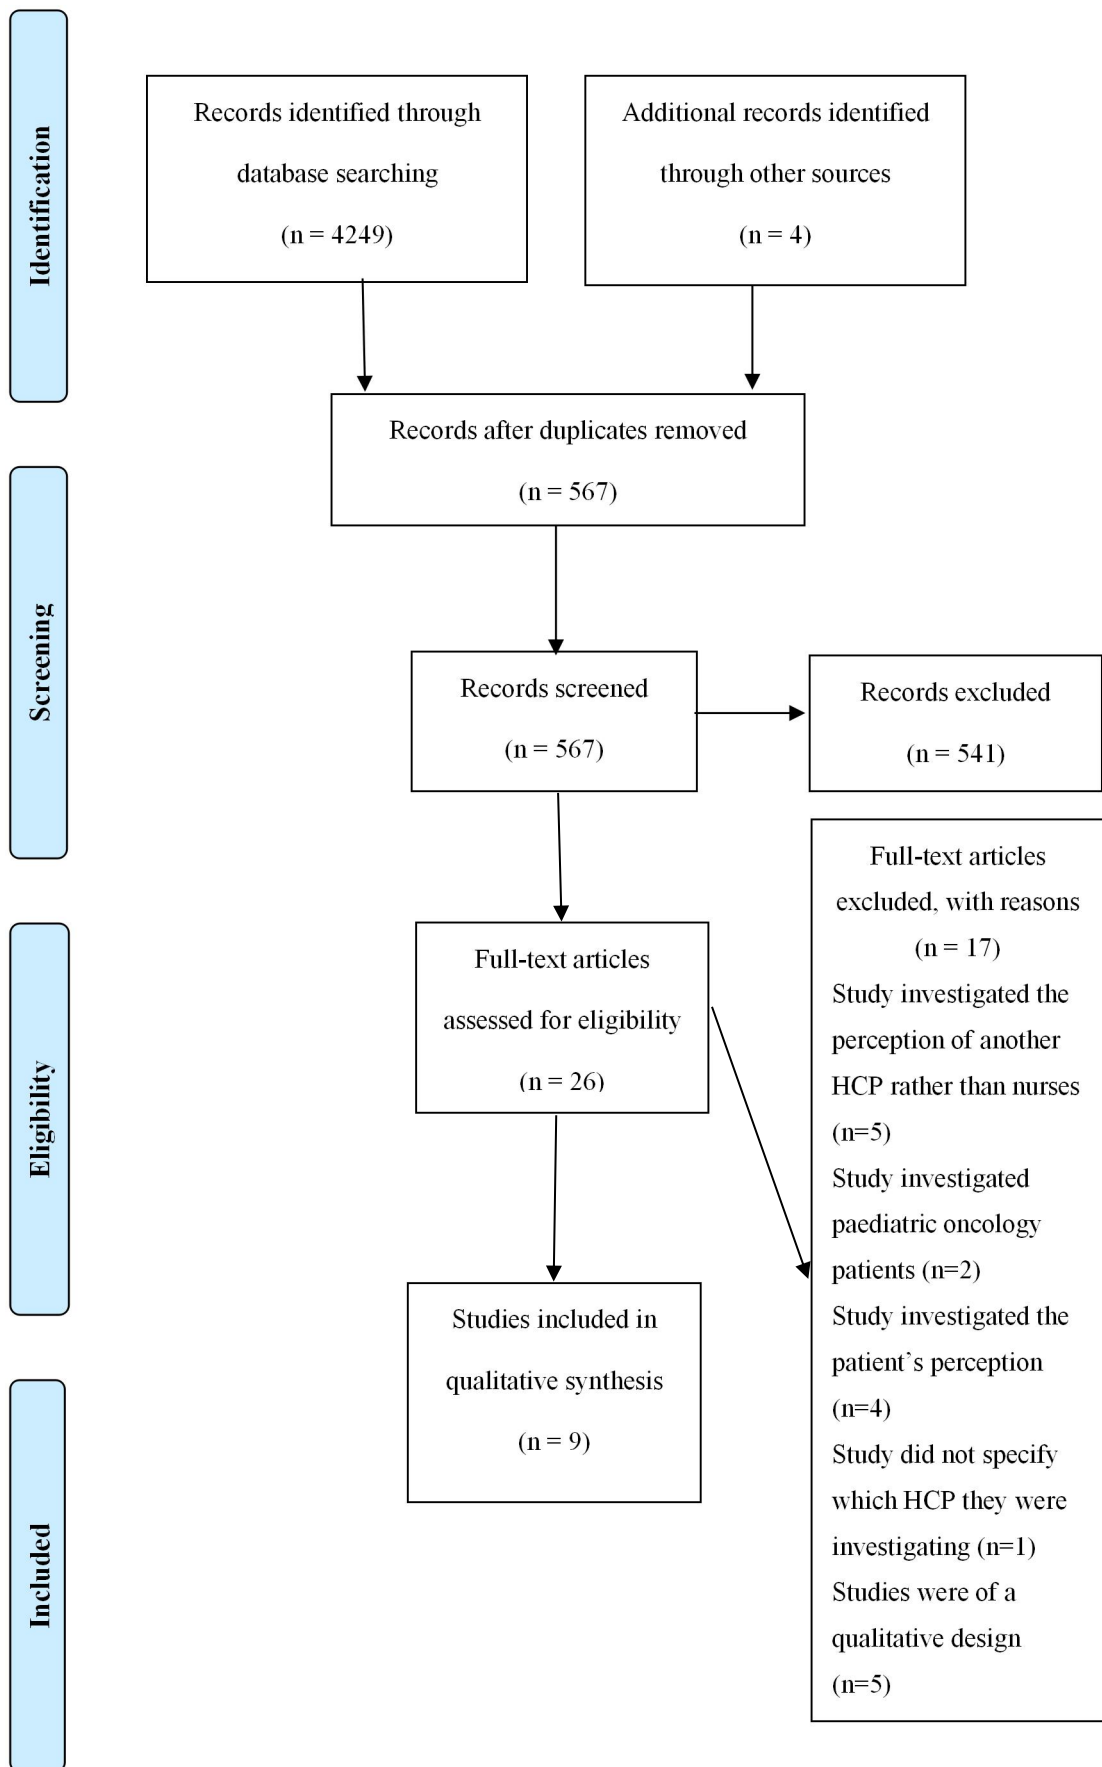 Identification
Records identified through
database searching
(n = 4249)
Additional records identified
through other sources
(n = 4)
Records after duplicates removed
(n = 567)
Screening
Records screened
(n = 567)
Records excluded
(n = 541)
Eligibility
Full-text articles
assessed for eligibility
(n = 26)
Full-text articles
excluded, with reasons
(n = 17)
Study investigated the
perception of another
HCP rather than nurses
(n=5)
Study investigated
paediatric oncology
patients (n=2)
Study investigated the
patient`s perception
(n=4)
Study did not specify
which HCP they were
investigating (n=1)
Studies were of a
qualitative design
(n=5)
Included
Studies included in
qualitative synthesis
(n = 9)